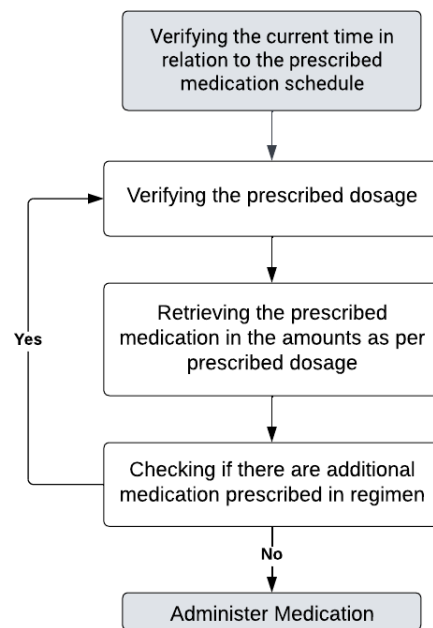 Verifying the current time in
relation to the prescribed
medication schedule
Verifying the prescribed dosage
Retrieving the prescribed
medication in the amounts as per
prescribed dosage
Yes
Checking if there are additional
medication prescribed in regimen
No
Administer Medication